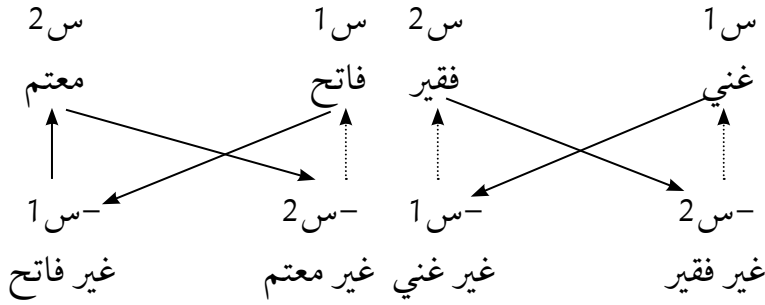 س1 س2 س1 س2
غني فقير فاتح معتم
–س2 –س1 –س2 –س1
غير فقير غير غني غير معتم غير فاتح